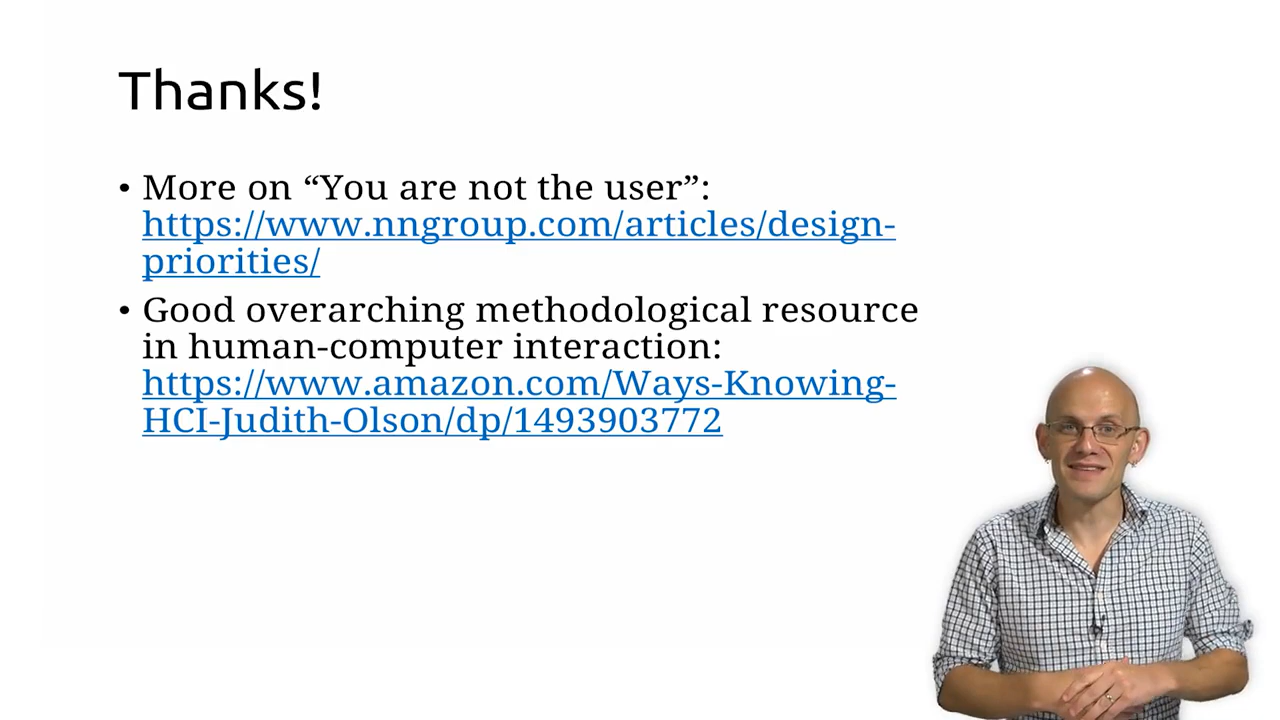 Thanks!
• More on “You are not the user”:
https://www.nngroup.com/articles/design-
priorities/
• Good overarching methodological resource
in human-computer interaction:
https://www.amazon.com/Ways-Knowing-
HCI-Judith-Olson/dp/1493903772